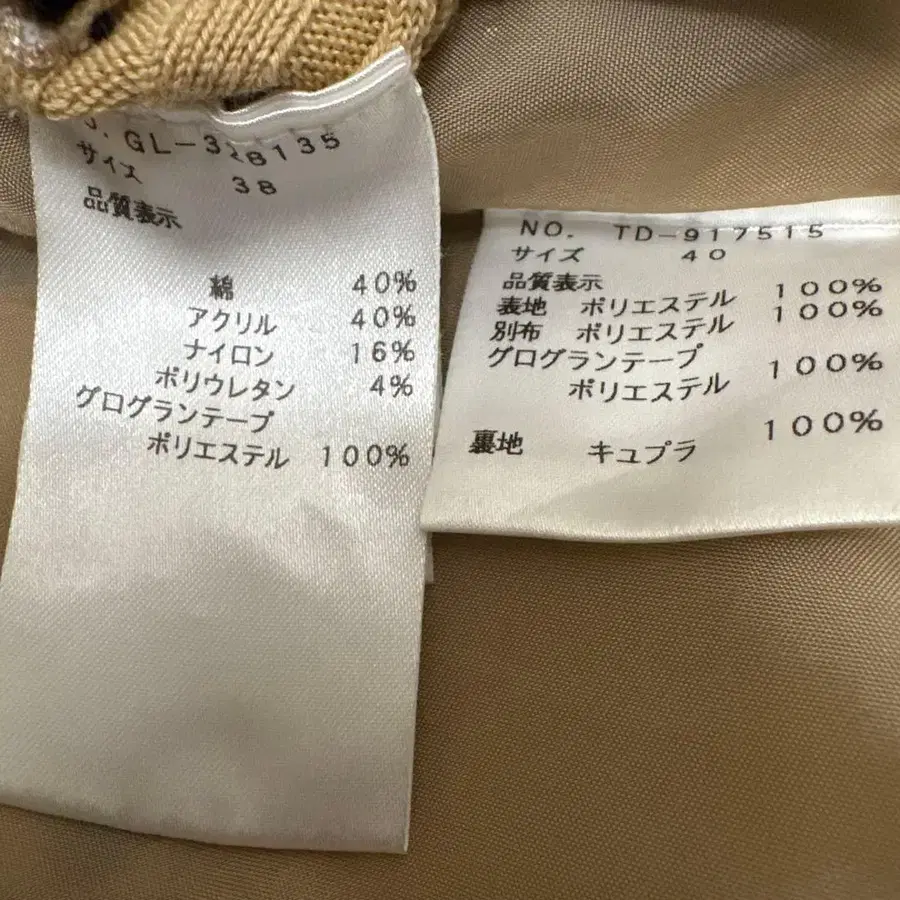 . GL-328135
サイズ 38
品質表示
綿 40%
アクリル 40%
ナイロン 16%
ポリウレタン 4%
グログランテープ
ポリエステル 100%
NO. TD-917515
サイズ 40
品質表示
表地 ポリエステル 100%
別布 ポリエステル 100%
グログランテープ
ポリエステル 100%
裏地 キュプラ 100%